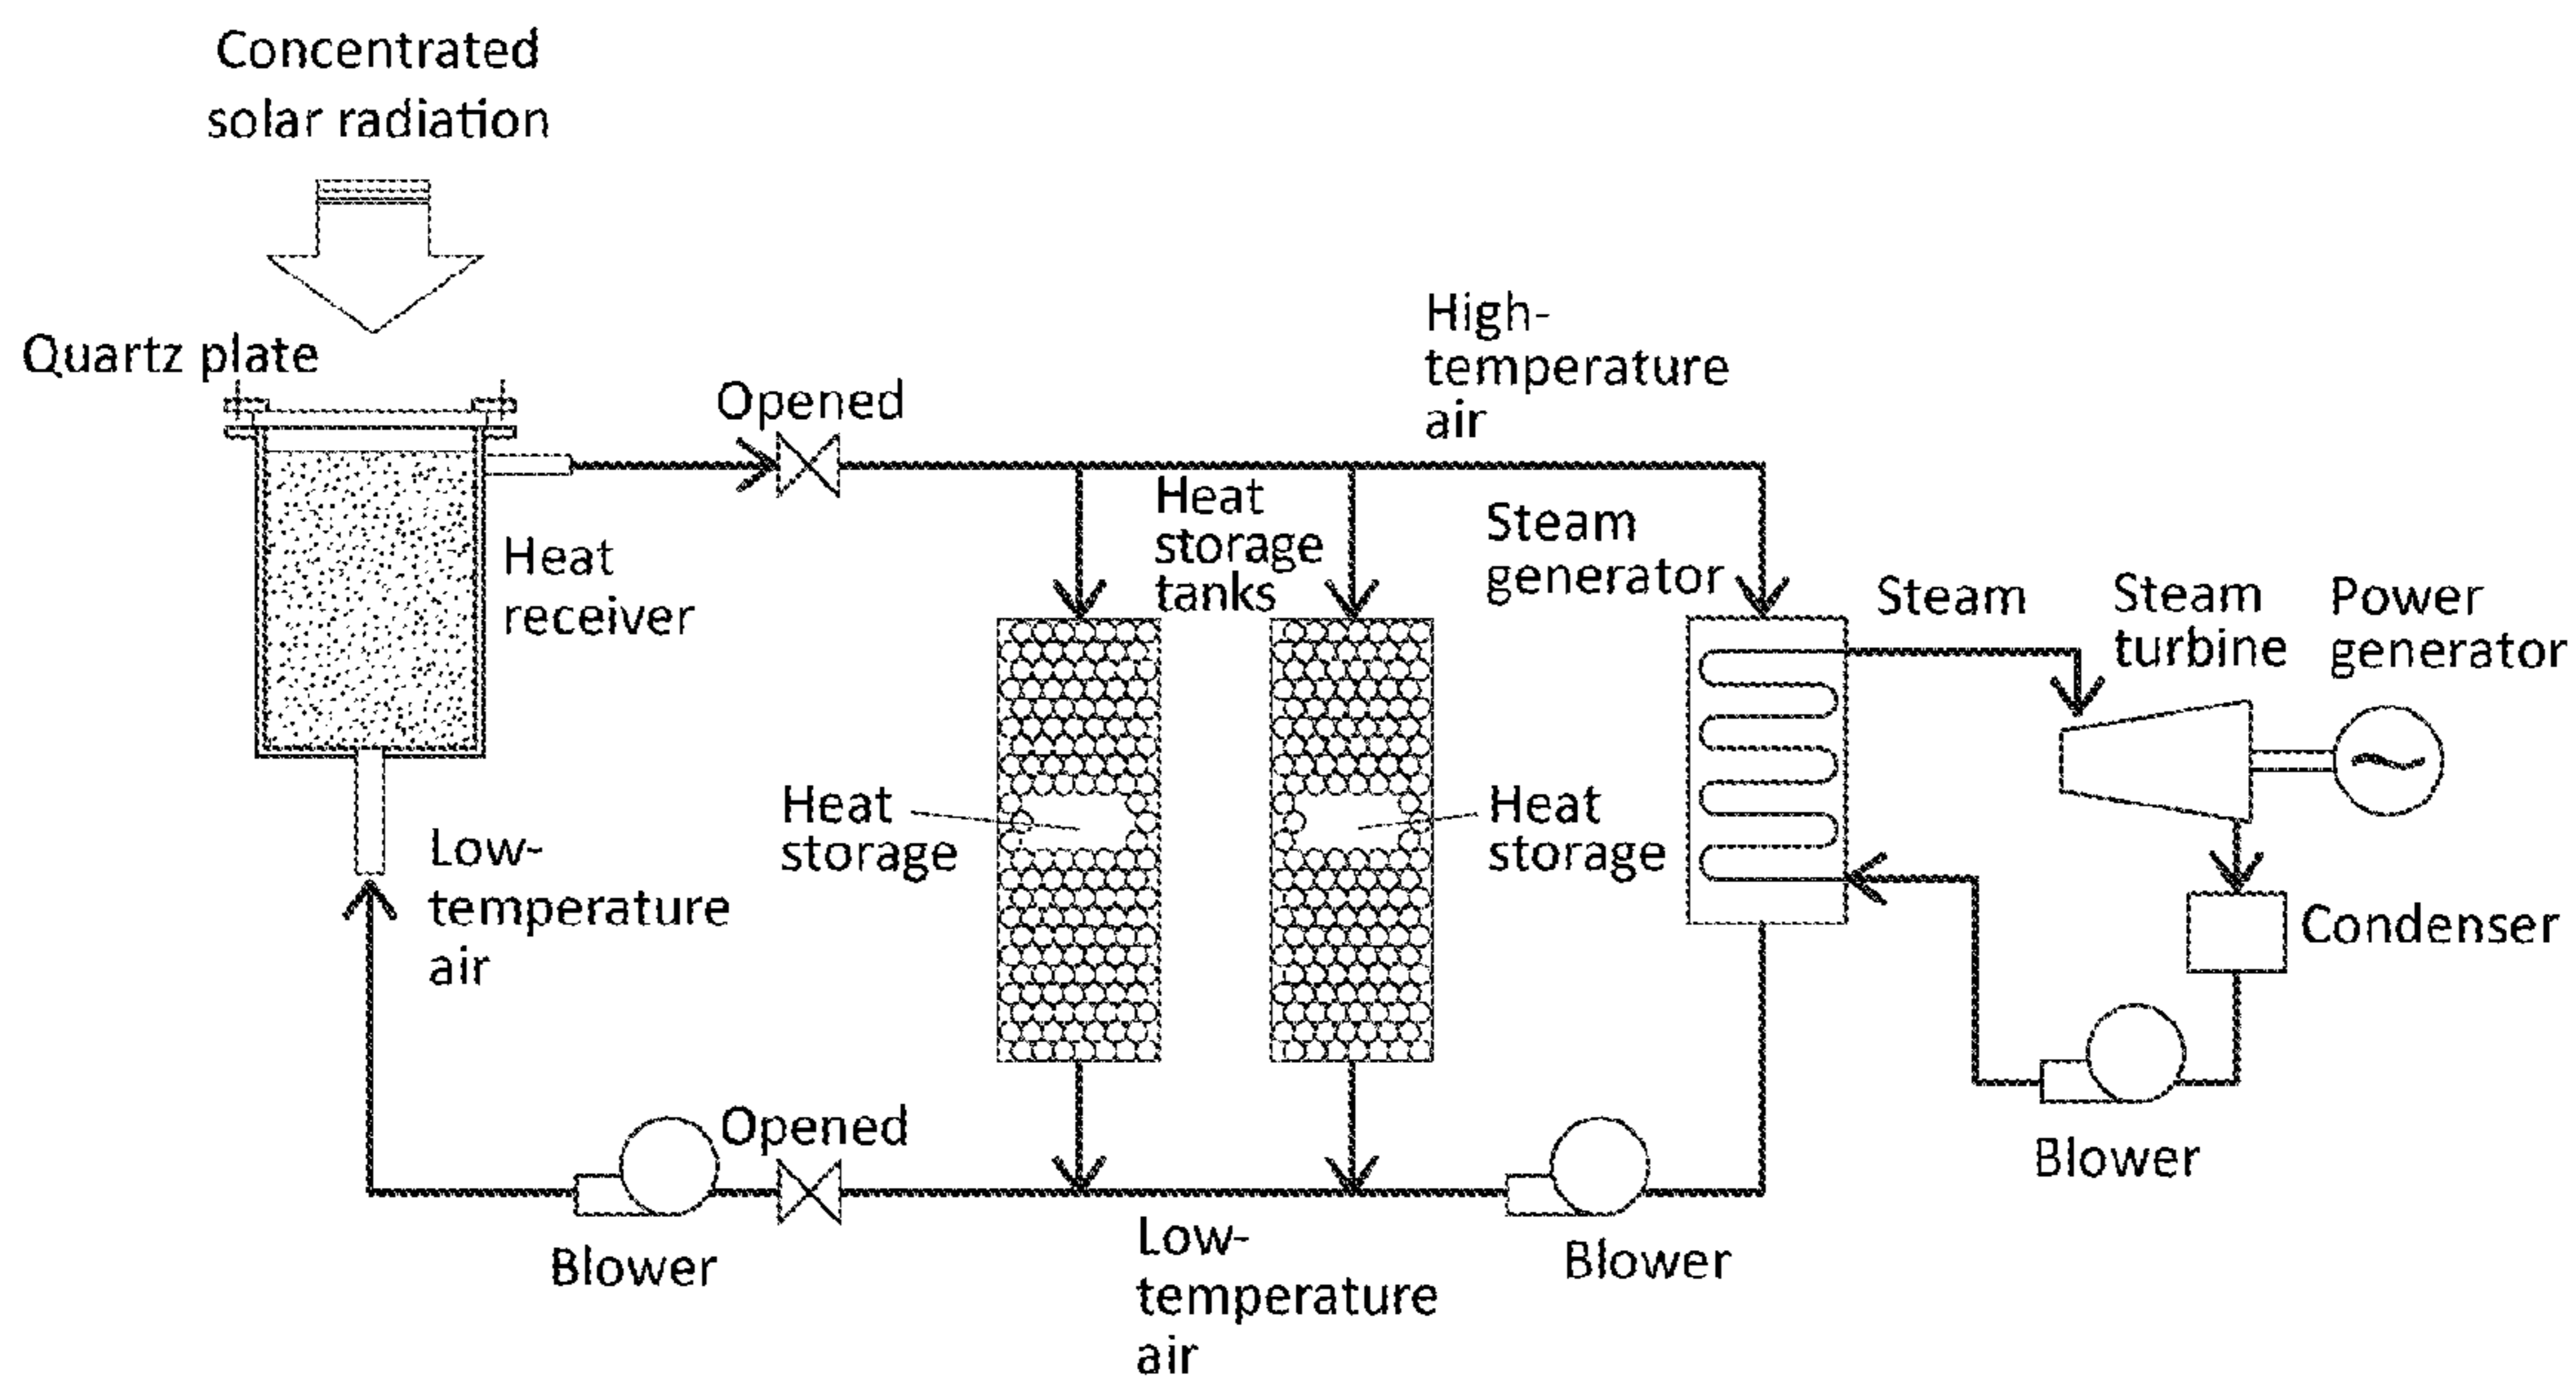 Concentrated
solar radiation
Quartz plate
Opened
High-
temperature
air
Heat
receiver
Heat
storage
tanks
Steam
generator
Steam
Steam
turbine
Power
generator
Heat
storage
Heat
storage
Low-
temperature
air
Condenser
Opened
Blower
Low-
temperature
air
Blower
Blower